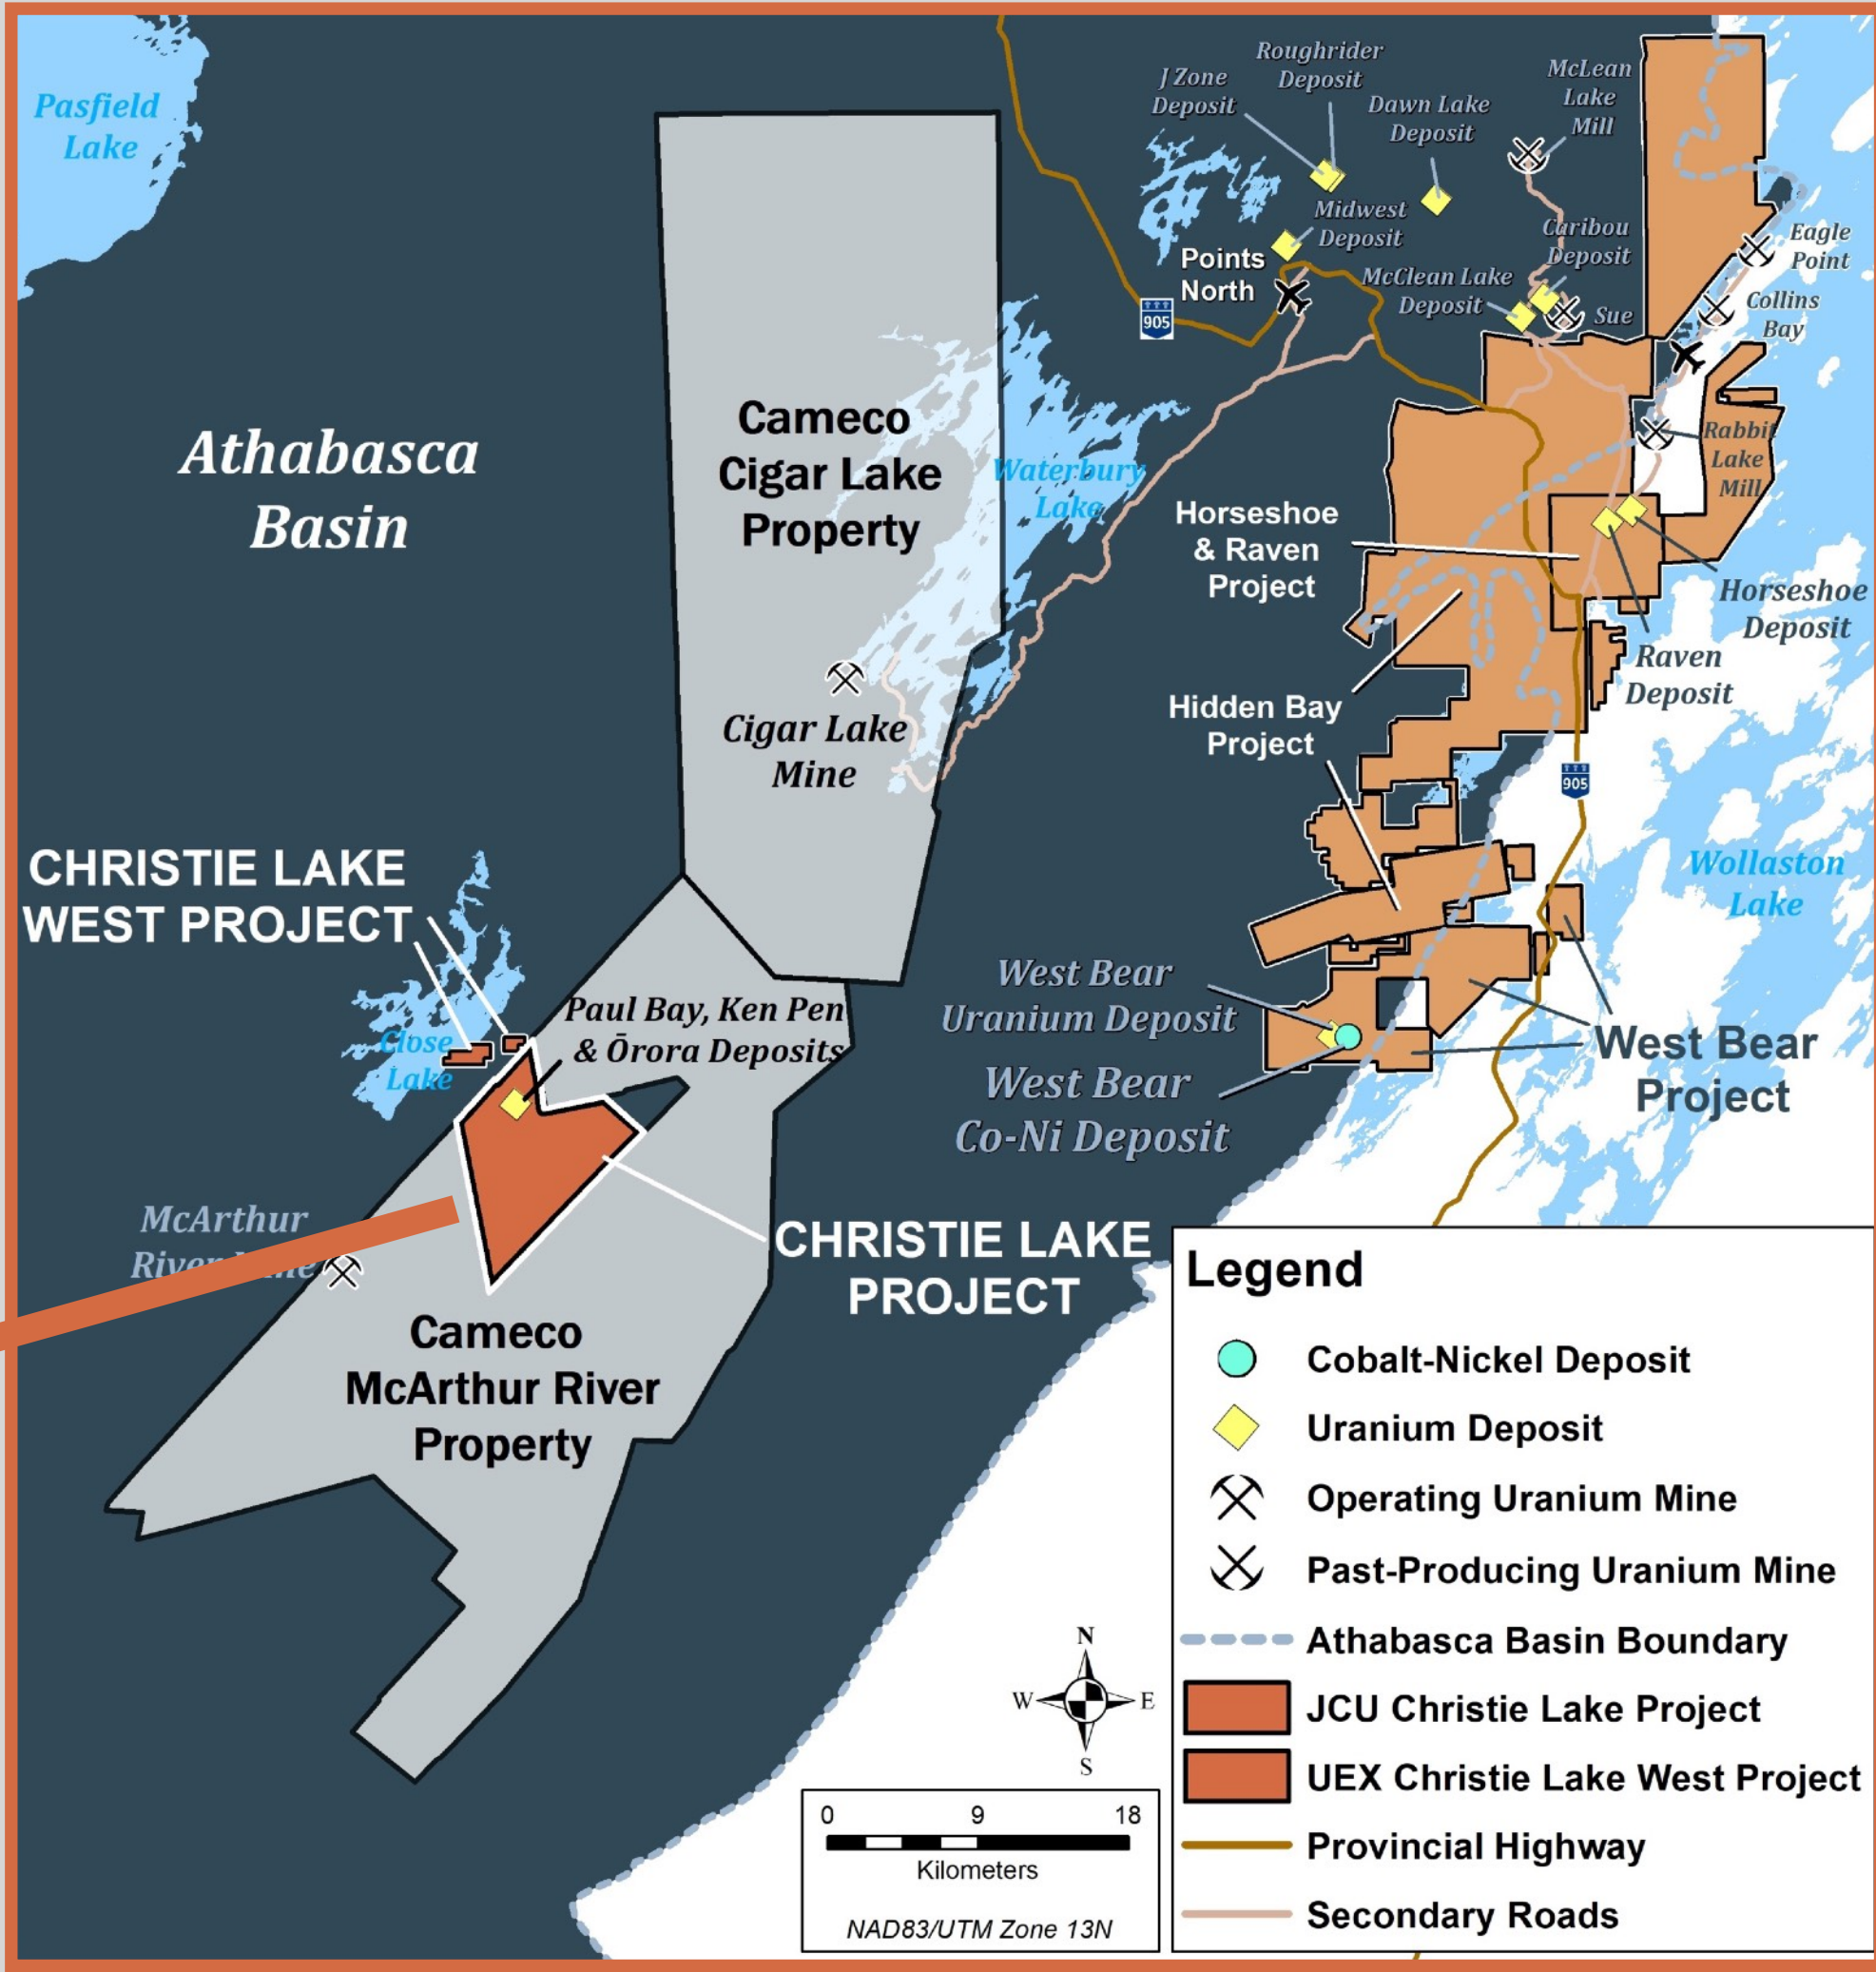 Pasfield
Lake
Athabasca
Basin
Cameco
Cigar Lake
Property
Waterbury
Lake
Cigar Lake
Mine
J Zone
Deposit
Roughrider
Deposit
Dawn Lake
Deposit
McLean
Lake
Mill
Midwest
Deposit
Points
North
905
Caribou
Deposit
McClean Lake
Deposit
Sue
Eagle
Point
Collins
Bay
Rabbit
Lake
Mill
Horseshoe
& Raven
Project
Horseshoe
Deposit
Raven
Deposit
Hidden Bay
Project
905
Wollaston
Lake
CHRISTIE LAKE
WEST PROJECT
Close
Lake
Paul Bay, Ken Pen
& Ōrora Deposits
West Bear
Uranium Deposit
West Bear
Co-Ni Deposit
West Bear
Project
McArthur
River
CHRISTIE LAKE
PROJECT
Cameco
McArthur River
Property
Legend
Cobalt-Nickel Deposit
Uranium Deposit
Operating Uranium Mine
Past-Producing Uranium Mine
Athabasca Basin Boundary
JCU Christie Lake Project
UEX Christie Lake West Project
Provincial Highway
Secondary Roads
N
W E
S
0 9 18
Kilometers
NAD83/UTM Zone 13N